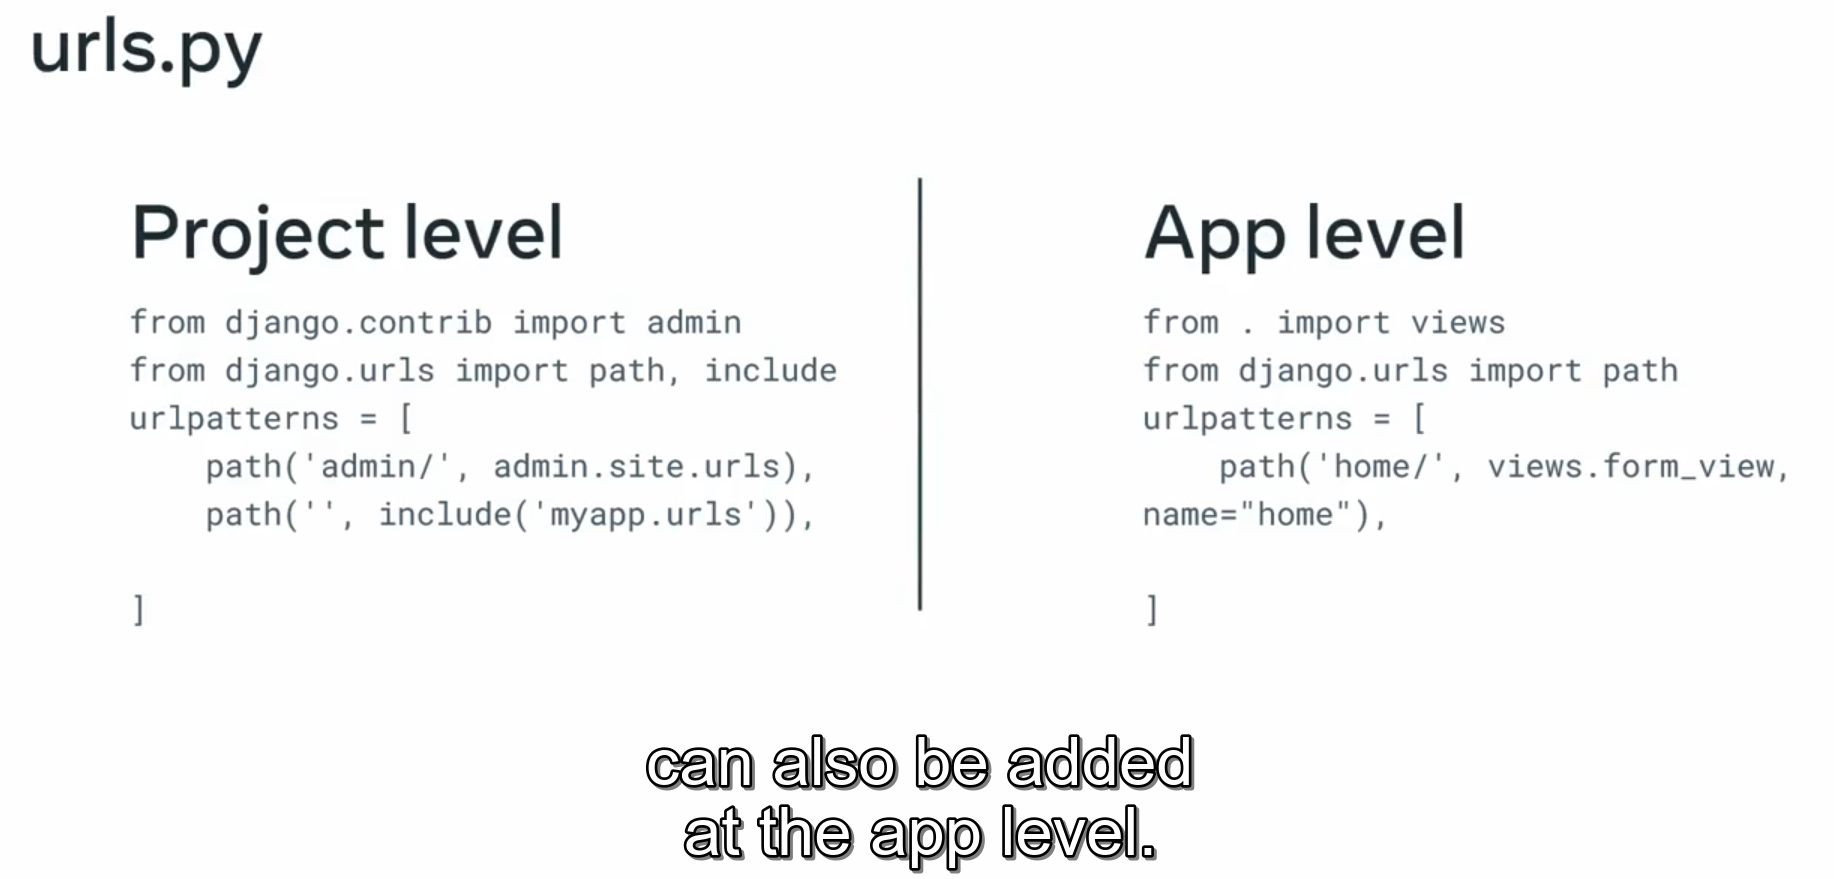 urls.py
Project level
from django.contrib import admin
from django.urls import path, include
urlpatterns = [
    path('admin/', admin.site.urls),
    path('', include('myapp.urls')),
]
App level
from . import views
from django.urls import path
urlpatterns = [
    path('home/', views.form_view,
name="home"),
]
can also be added
at the app level.